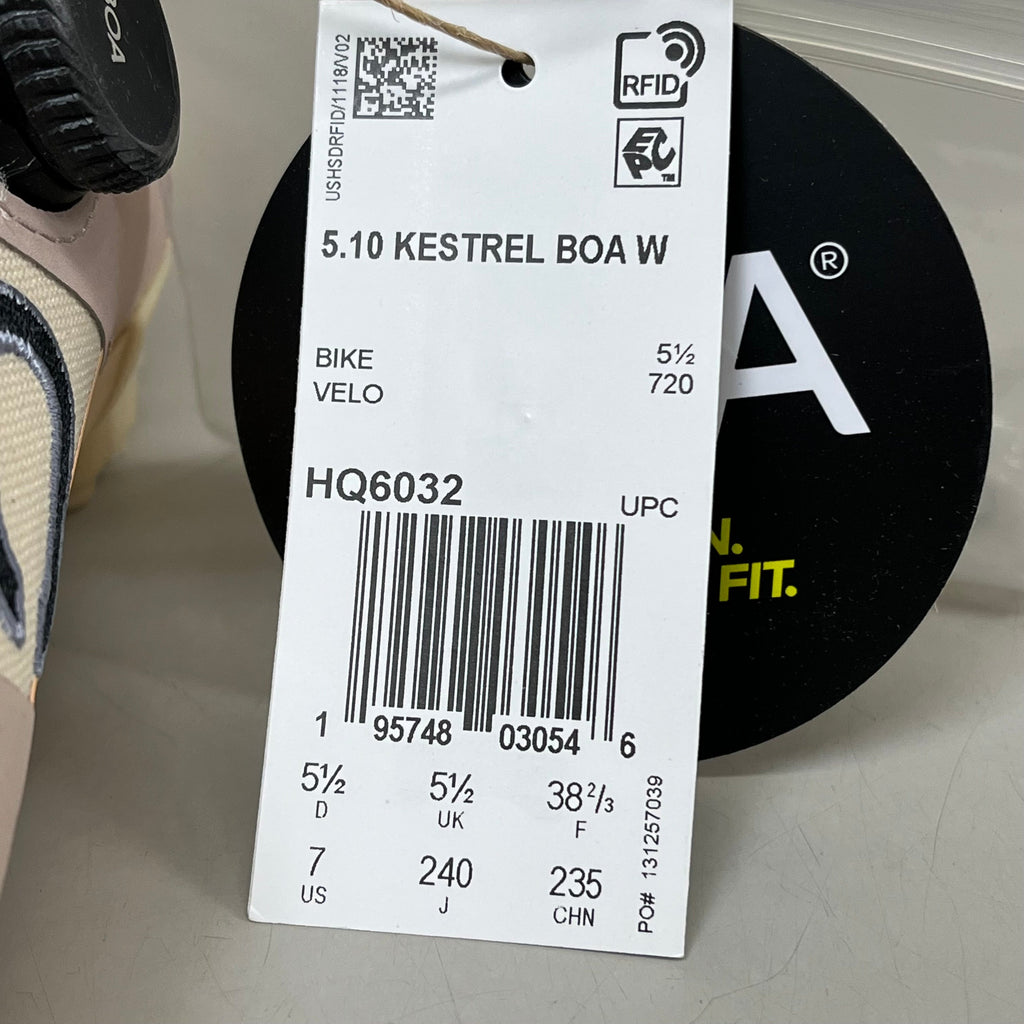 BOA
USHSDRFID/1118/V02
RFID
EPC™
5.10 KESTREL BOA W
BIKE 5½
VELO 720
HQ6032
UPC
1 95748 03054 6
5½ 5½ 38⅔
D UK F
7 240 235
US J CHN
PO# 131257039
A®
N.
FIT.